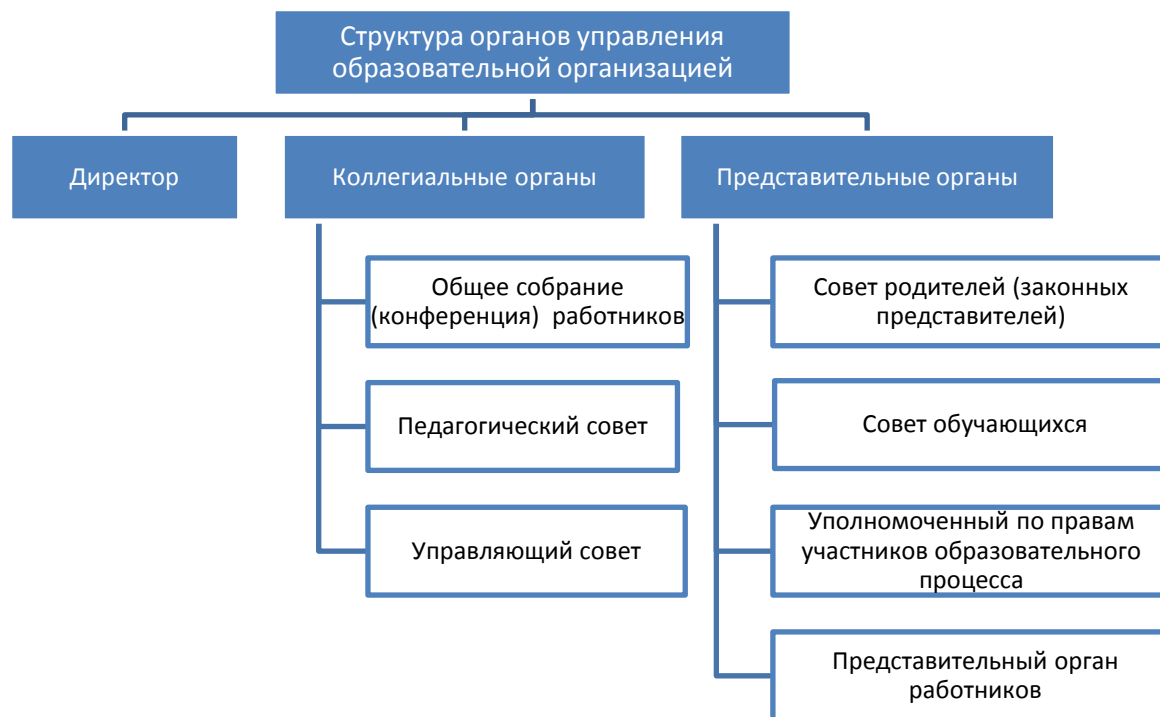 Структура органов управления
образовательной организацией
Директор
Коллегиальные органы
Представительные органы
Общее собрание
(конференция) работников
Педагогический совет
Управляющий совет
Совет родителей (законных
представителей)
Совет обучающихся
Уполномоченный по правам
участников образовательного
процесса
Представительный орган
работников